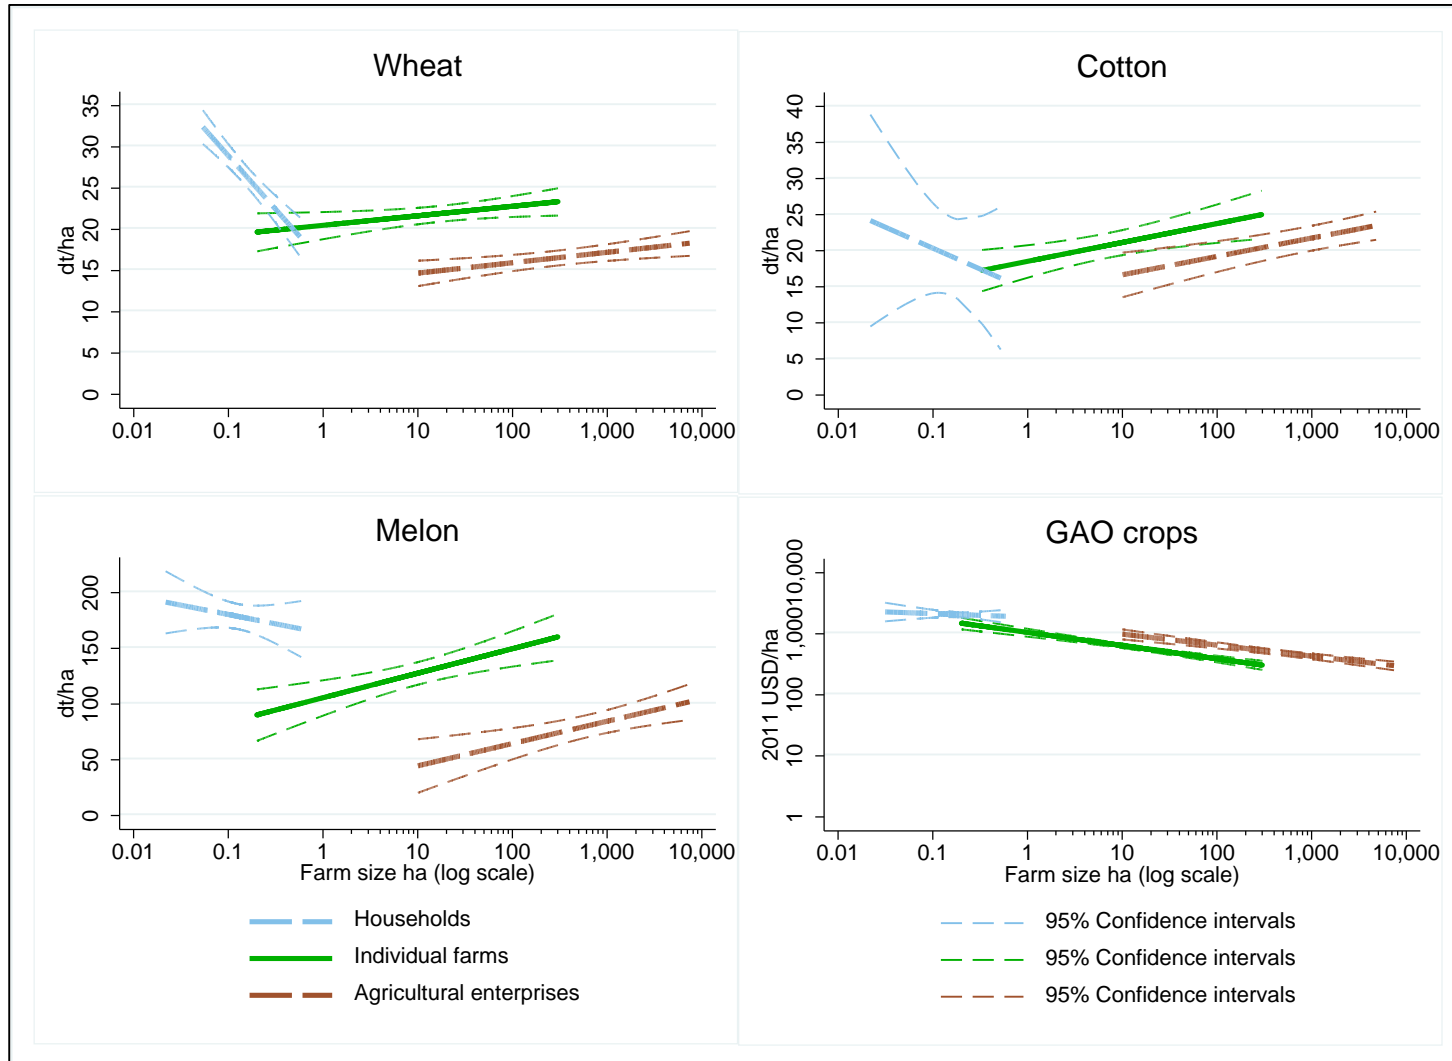 Wheat
dt/ha
35
30
25
20
15
10
5
0
0.01 0.1 1 10 100 1,000 10,000
Cotton
dt/ha
40
35
30
25
20
15
10
5
0
0.01 0.1 1 10 100 1,000 10,000
Melon
dt/ha
200
150
100
50
0
0.01 0.1 1 10 100 1,000 10,000
Farm size ha (log scale)
GAO crops
2011 USD/ha
10,000
1,000
100
10
1
0.01 0.1 1 10 100 1,000 10,000
Farm size ha (log scale)
Households
Individual farms
Agricultural enterprises
95% Confidence intervals
95% Confidence intervals
95% Confidence intervals